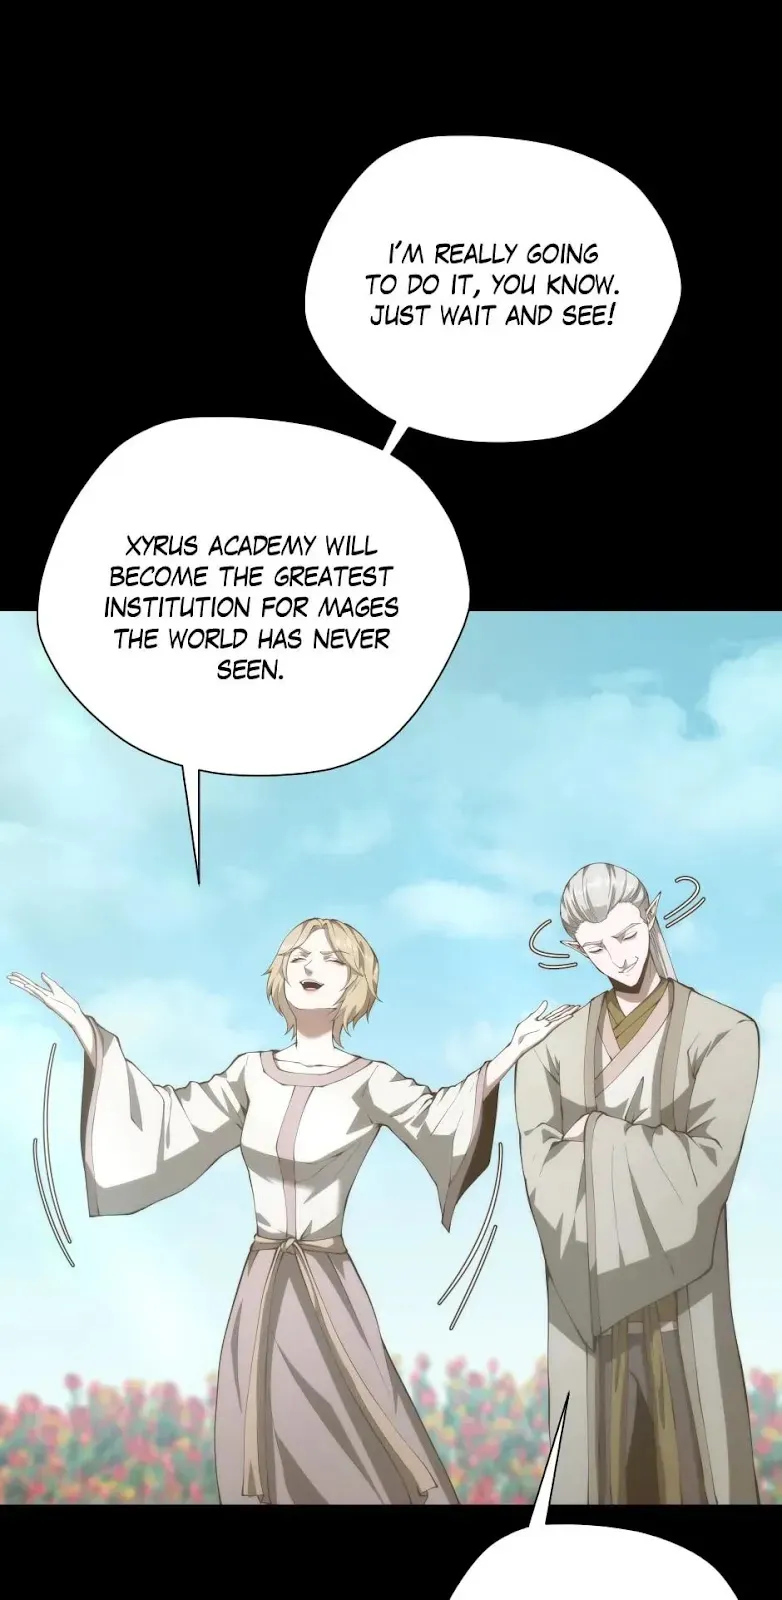 I'M REALLY GOING
TO DO IT, YOU KNOW.
JUST WAIT AND SEE!
XYRUS ACADEMY WILL
BECOME THE GREATEST
INSTITUTION FOR MAGES
THE WORLD HAS NEVER
SEEN.